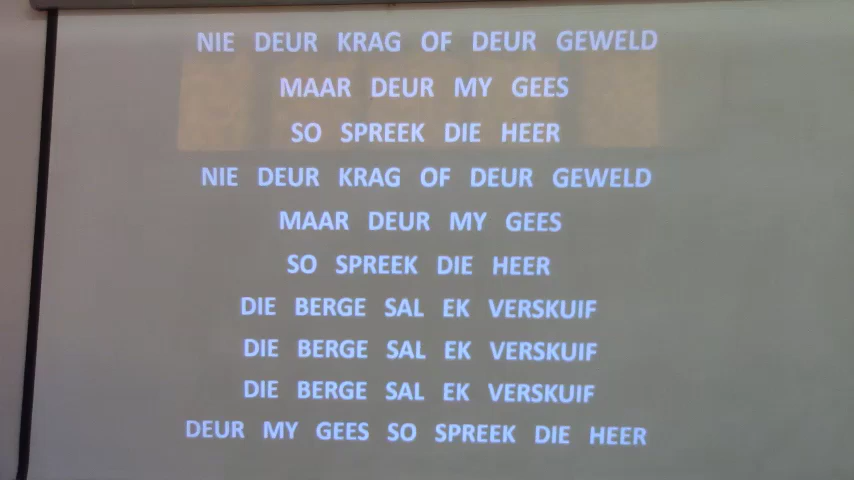 NIE DEUR KRAG OF DEUR GEWELD
MAAR DEUR MY GEES
SO SPREEK DIE HEER
NIE DEUR KRAG OF DEUR GEWELD
MAAR DEUR MY GEES
SO SPREEK DIE HEER
DIE BERGE SAL EK VERSKUIF
DIE BERGE SAL EK VERSKUIF
DIE BERGE SAL EK VERSKUIF
DEUR MY GEES SO SPREEK DIE HEER